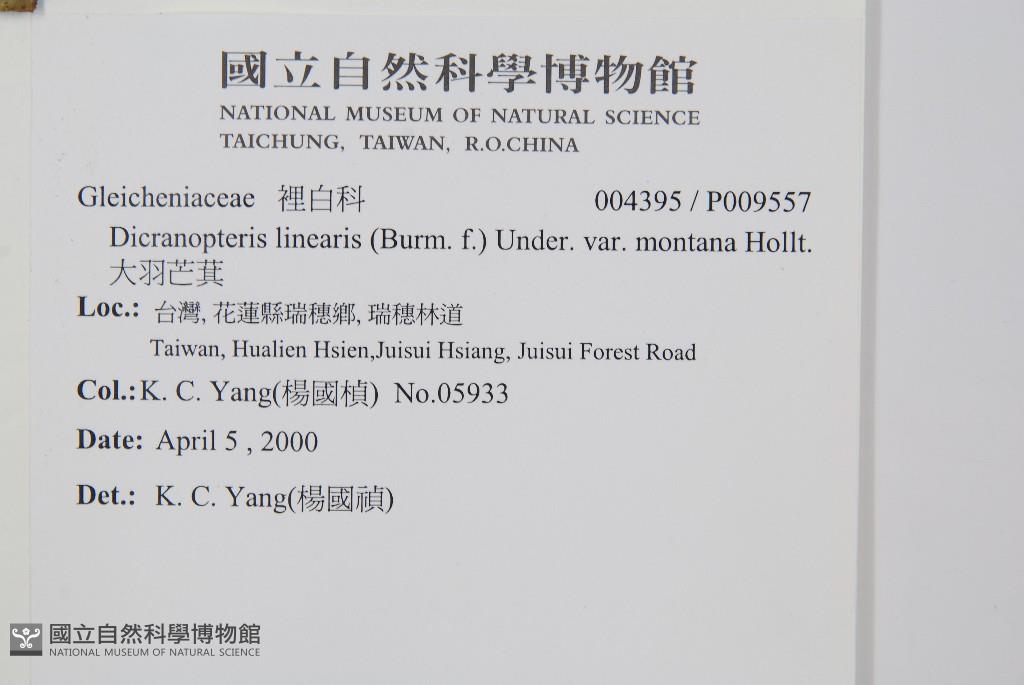 國立自然科學博物館
NATIONAL MUSEUM OF NATURAL SCIENCE
TAICHUNG, TAIWAN, R.O.CHINA
Gleicheniaceae 裡白科 004395 / P009557
Dicranopteris linearis (Burm. f.) Under. var. montana Hollt.
大羽芒萁
Loc.: 台灣, 花蓮縣瑞穗鄉, 瑞穗林道
Taiwan, Hualien Hsien,Juisui Hsiang, Juisui Forest Road
Col.:K. C. Yang(楊國楨) No.05933
Date: April 5 , 2000
Det.: K. C. Yang(楊國禎)
國立自然科學博物館
NATIONAL MUSEUM OF NATURAL SCIENCE